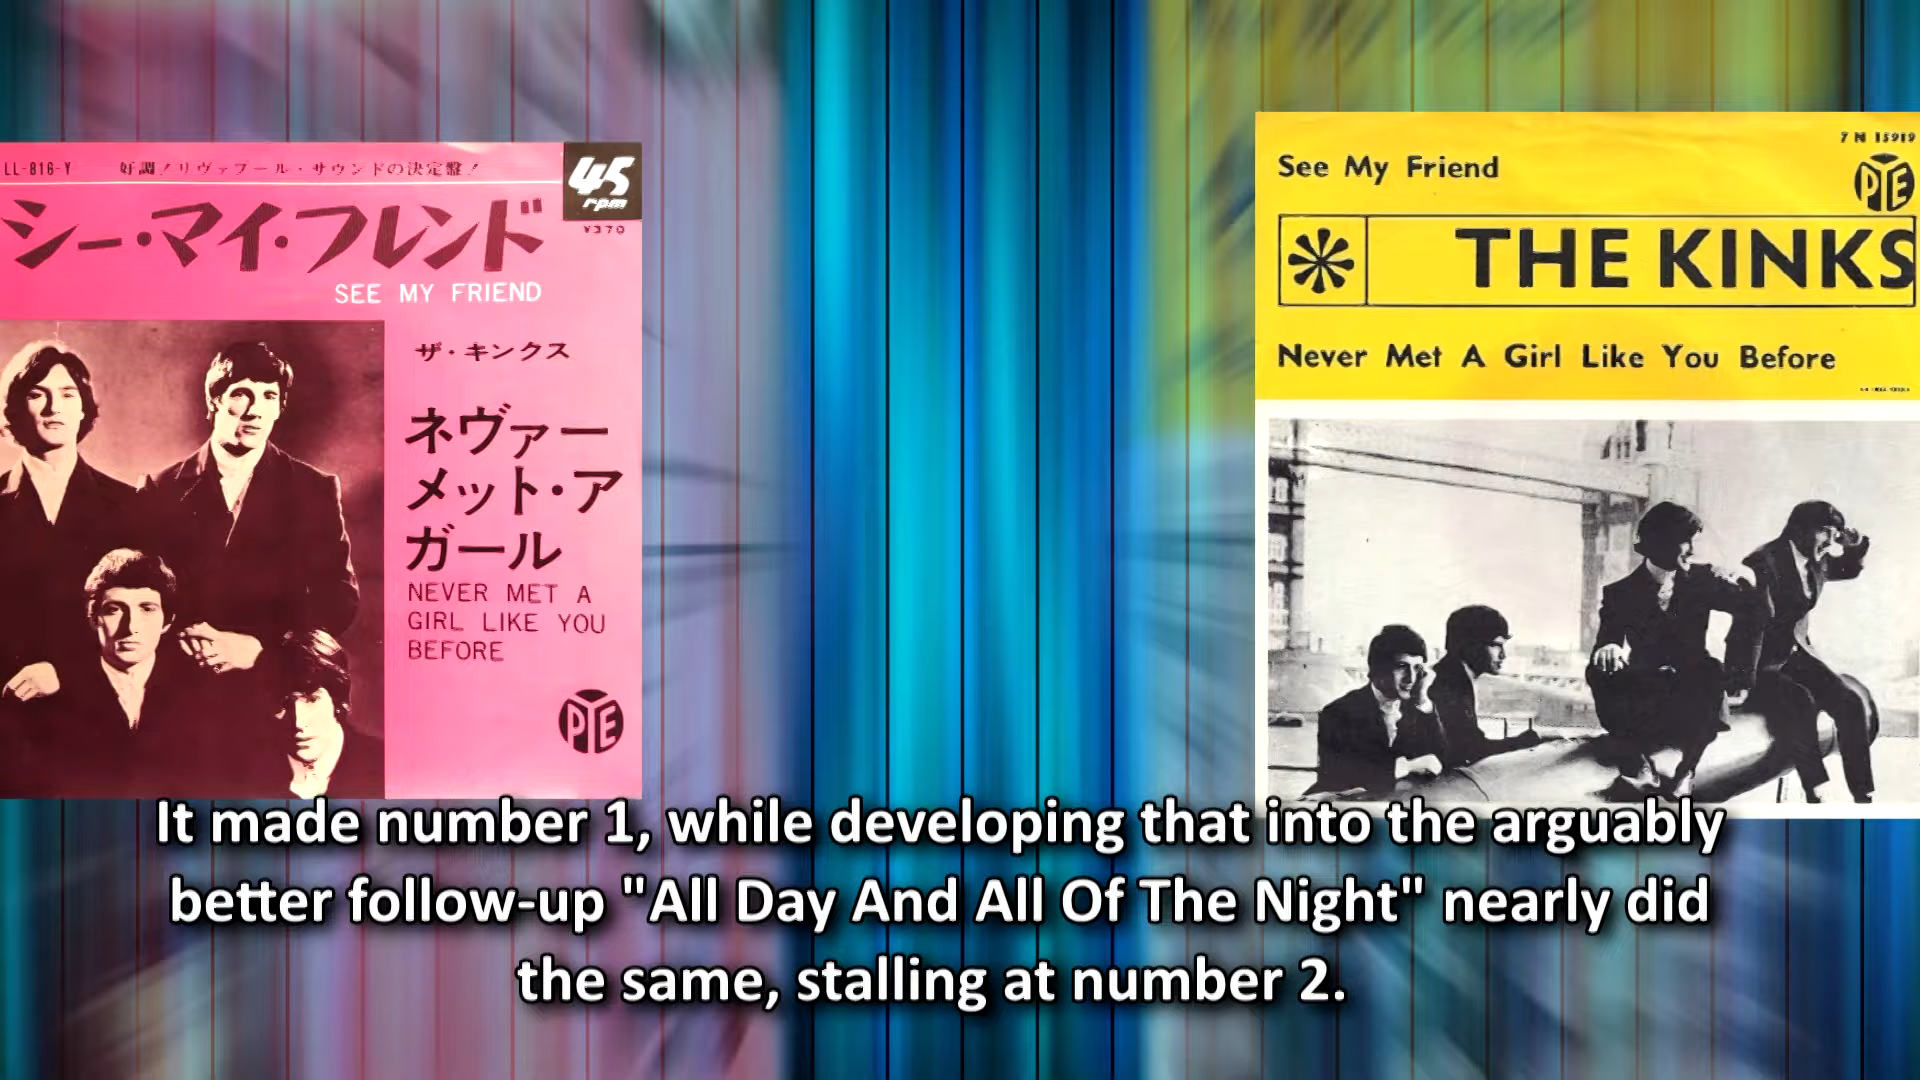 LL-816-Y 好調！リヴァプール・サウンドの決定盤！
45
rpm
¥370
シー・マイ・フレンド
SEE MY FRIEND
ザ・キンクス
ネヴァー
メット・ア
ガール
NEVER MET A
GIRL LIKE YOU
BEFORE
PYE
7N 15919
See My Friend
PYE
THE KINKS
Never Met A Girl Like You Before
It made number 1, while developing that into the arguably
better follow-up "All Day And All Of The Night" nearly did
the same, stalling at number 2.